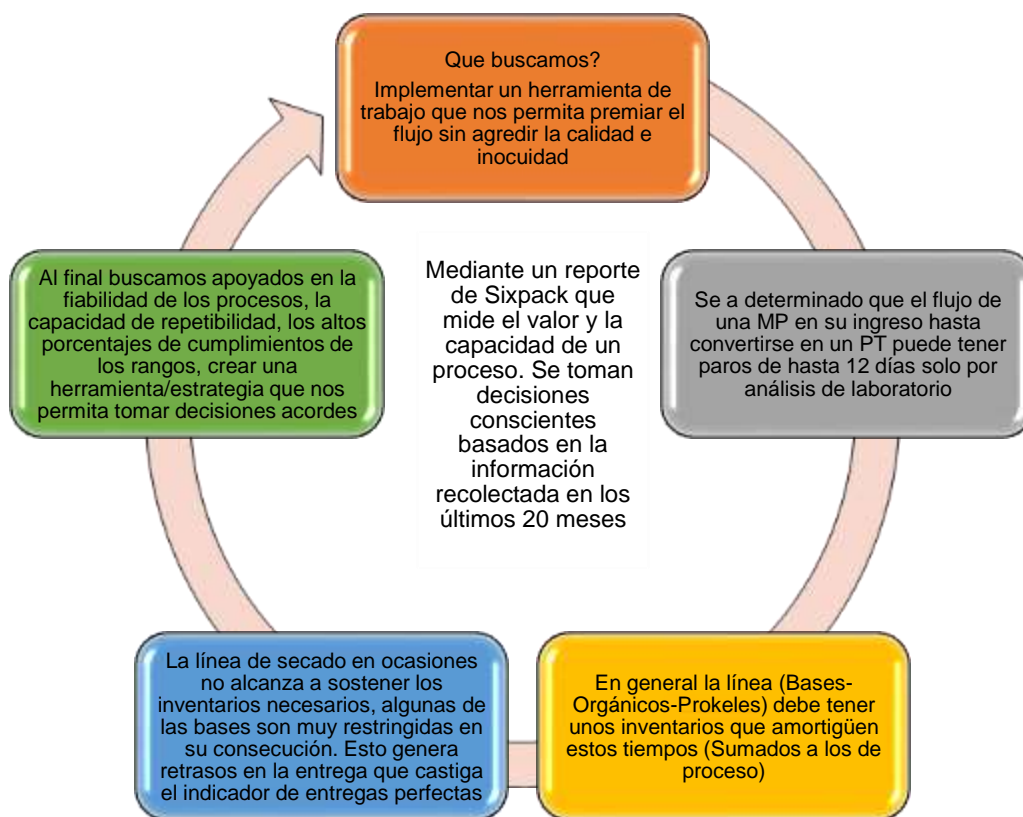 Que buscamos?
Implementar un herramienta de
trabajo que nos permita premiar el
flujo sin agredir la calidad e
inocuidad
Se a determinado que el flujo de
una MP en su ingreso hasta
convertirse en un PT puede tener
paros de hasta 12 días solo por
análisis de laboratorio
En general la línea (Bases-
Orgánicos-Prokeles) debe tener
unos inventarios que amortigüen
estos tiempos (Sumados a los de
proceso)
La línea de secado en ocasiones
no alcanza a sostener los
inventarios necesarios, algunas de
las bases son muy restringidas en
su consecución. Esto genera
retrasos en la entrega que castiga
el indicador de entregas perfectas
Al final buscamos apoyados en la
fiabilidad de los procesos, la
capacidad de repetibilidad, los altos
porcentajes de cumplimientos de
los rangos, crear una
herramienta/estrategia que nos
permita tomar decisiones acordes
Mediante un reporte
de Sixpack que
mide el valor y la
capacidad de un
proceso. Se toman
decisiones
conscientes
basados en la
información
recolectada en los
últimos 20 meses